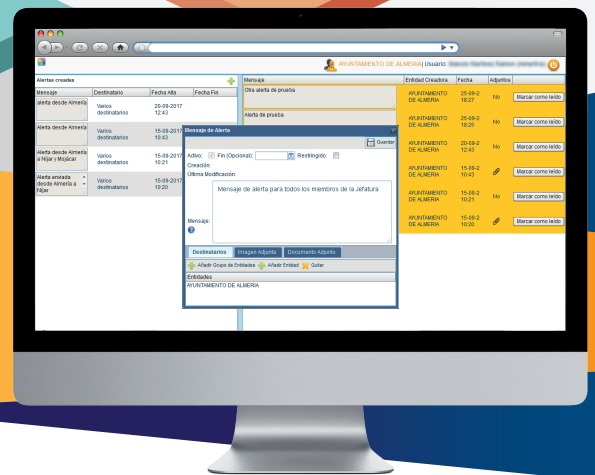 AYUNTAMIENTO DE ALMERIA| Usuario:
Alertas creadas
Mensaje
Destinatario
Fecha Alta
Fecha Fin
alerta desde Almería
Varios
destinatarios
20-09-2017
12:43
Alerta desde Almería
Varios
destinatarios
15-09-2017
10:43
Alerta desde Almería
a Níjar y Mojácar
Varios
destinatarios
15-09-2017
10:21
Alerta enviada
desde Almería a
Níjar
Varios
destinatarios
15-09-2017
10:20
Mensaje
Entidad Creadora
Fecha
Adjuntos
Otra alerta de prueba
AYUNTAMIENTO
DE ALMERIA
25-09-2
18:27
No
Marcar como leído
Alerta de prueba
AYUNTAMIENTO
DE ALMERIA
25-09-2
18:25
No
Marcar como leído
AYUNTAMIENTO
DE ALMERIA
20-09-2
12:43
No
Marcar como leído
AYUNTAMIENTO
DE ALMERIA
15-09-2
10:43
Marcar como leído
AYUNTAMIENTO
DE ALMERIA
15-09-2
10:21
No
Marcar como leído
AYUNTAMIENTO
DE ALMERIA
15-09-2
10:20
Marcar como leído
Mensaje de Alerta
Guardar
Activo:
Fin (Opcional):
Restringido:
Creación:
Última Modificación:
Mensaje:
Mensaje de alerta para todos los miembros de la Jefatura
Destinatarios
Imagen Adjunta
Documento Adjunto
Añadir Grupo de Entidades
Añadir Entidad
Quitar
Entidades
AYUNTAMIENTO DE ALMERIA